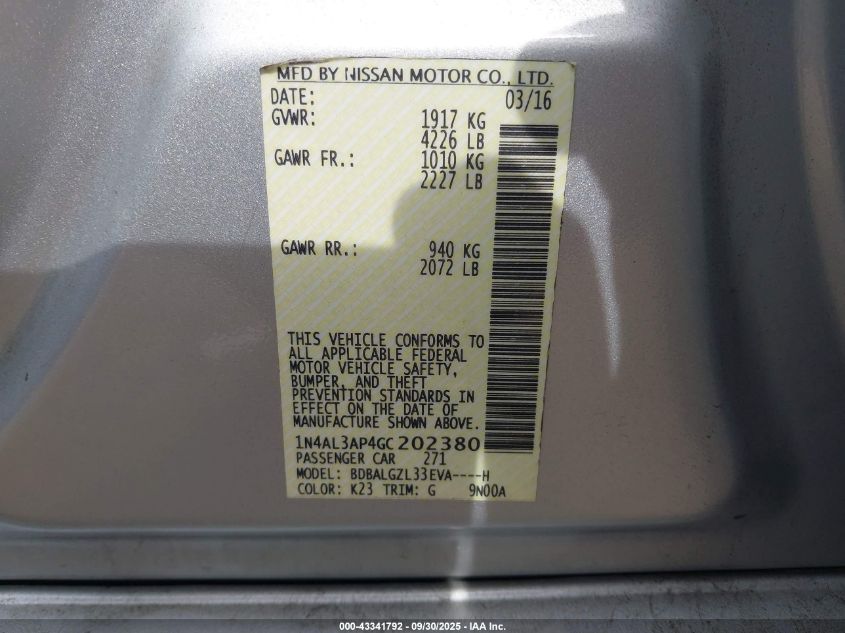 MFD BY NISSAN MOTOR CO., LTD.
DATE: 03/16
GVWR: 1917 KG
4226 LB
GAWR FR.: 1010 KG
2227 LB
GAWR RR.: 940 KG
2072 LB
THIS VEHICLE CONFORMS TO
ALL APPLICABLE FEDERAL
MOTOR VEHICLE SAFETY,
BUMPER, AND THEFT
PREVENTION STANDARDS IN
EFFECT ON THE DATE OF
MANUFACTURE SHOWN ABOVE.
1N4AL3AP4GC202380
PASSENGER CAR 271
MODEL: BDBALGZL33EVA----H
COLOR: K23 TRIM: G 9N00A
000-43341792 - 09/30/2025 - IAA Inc.